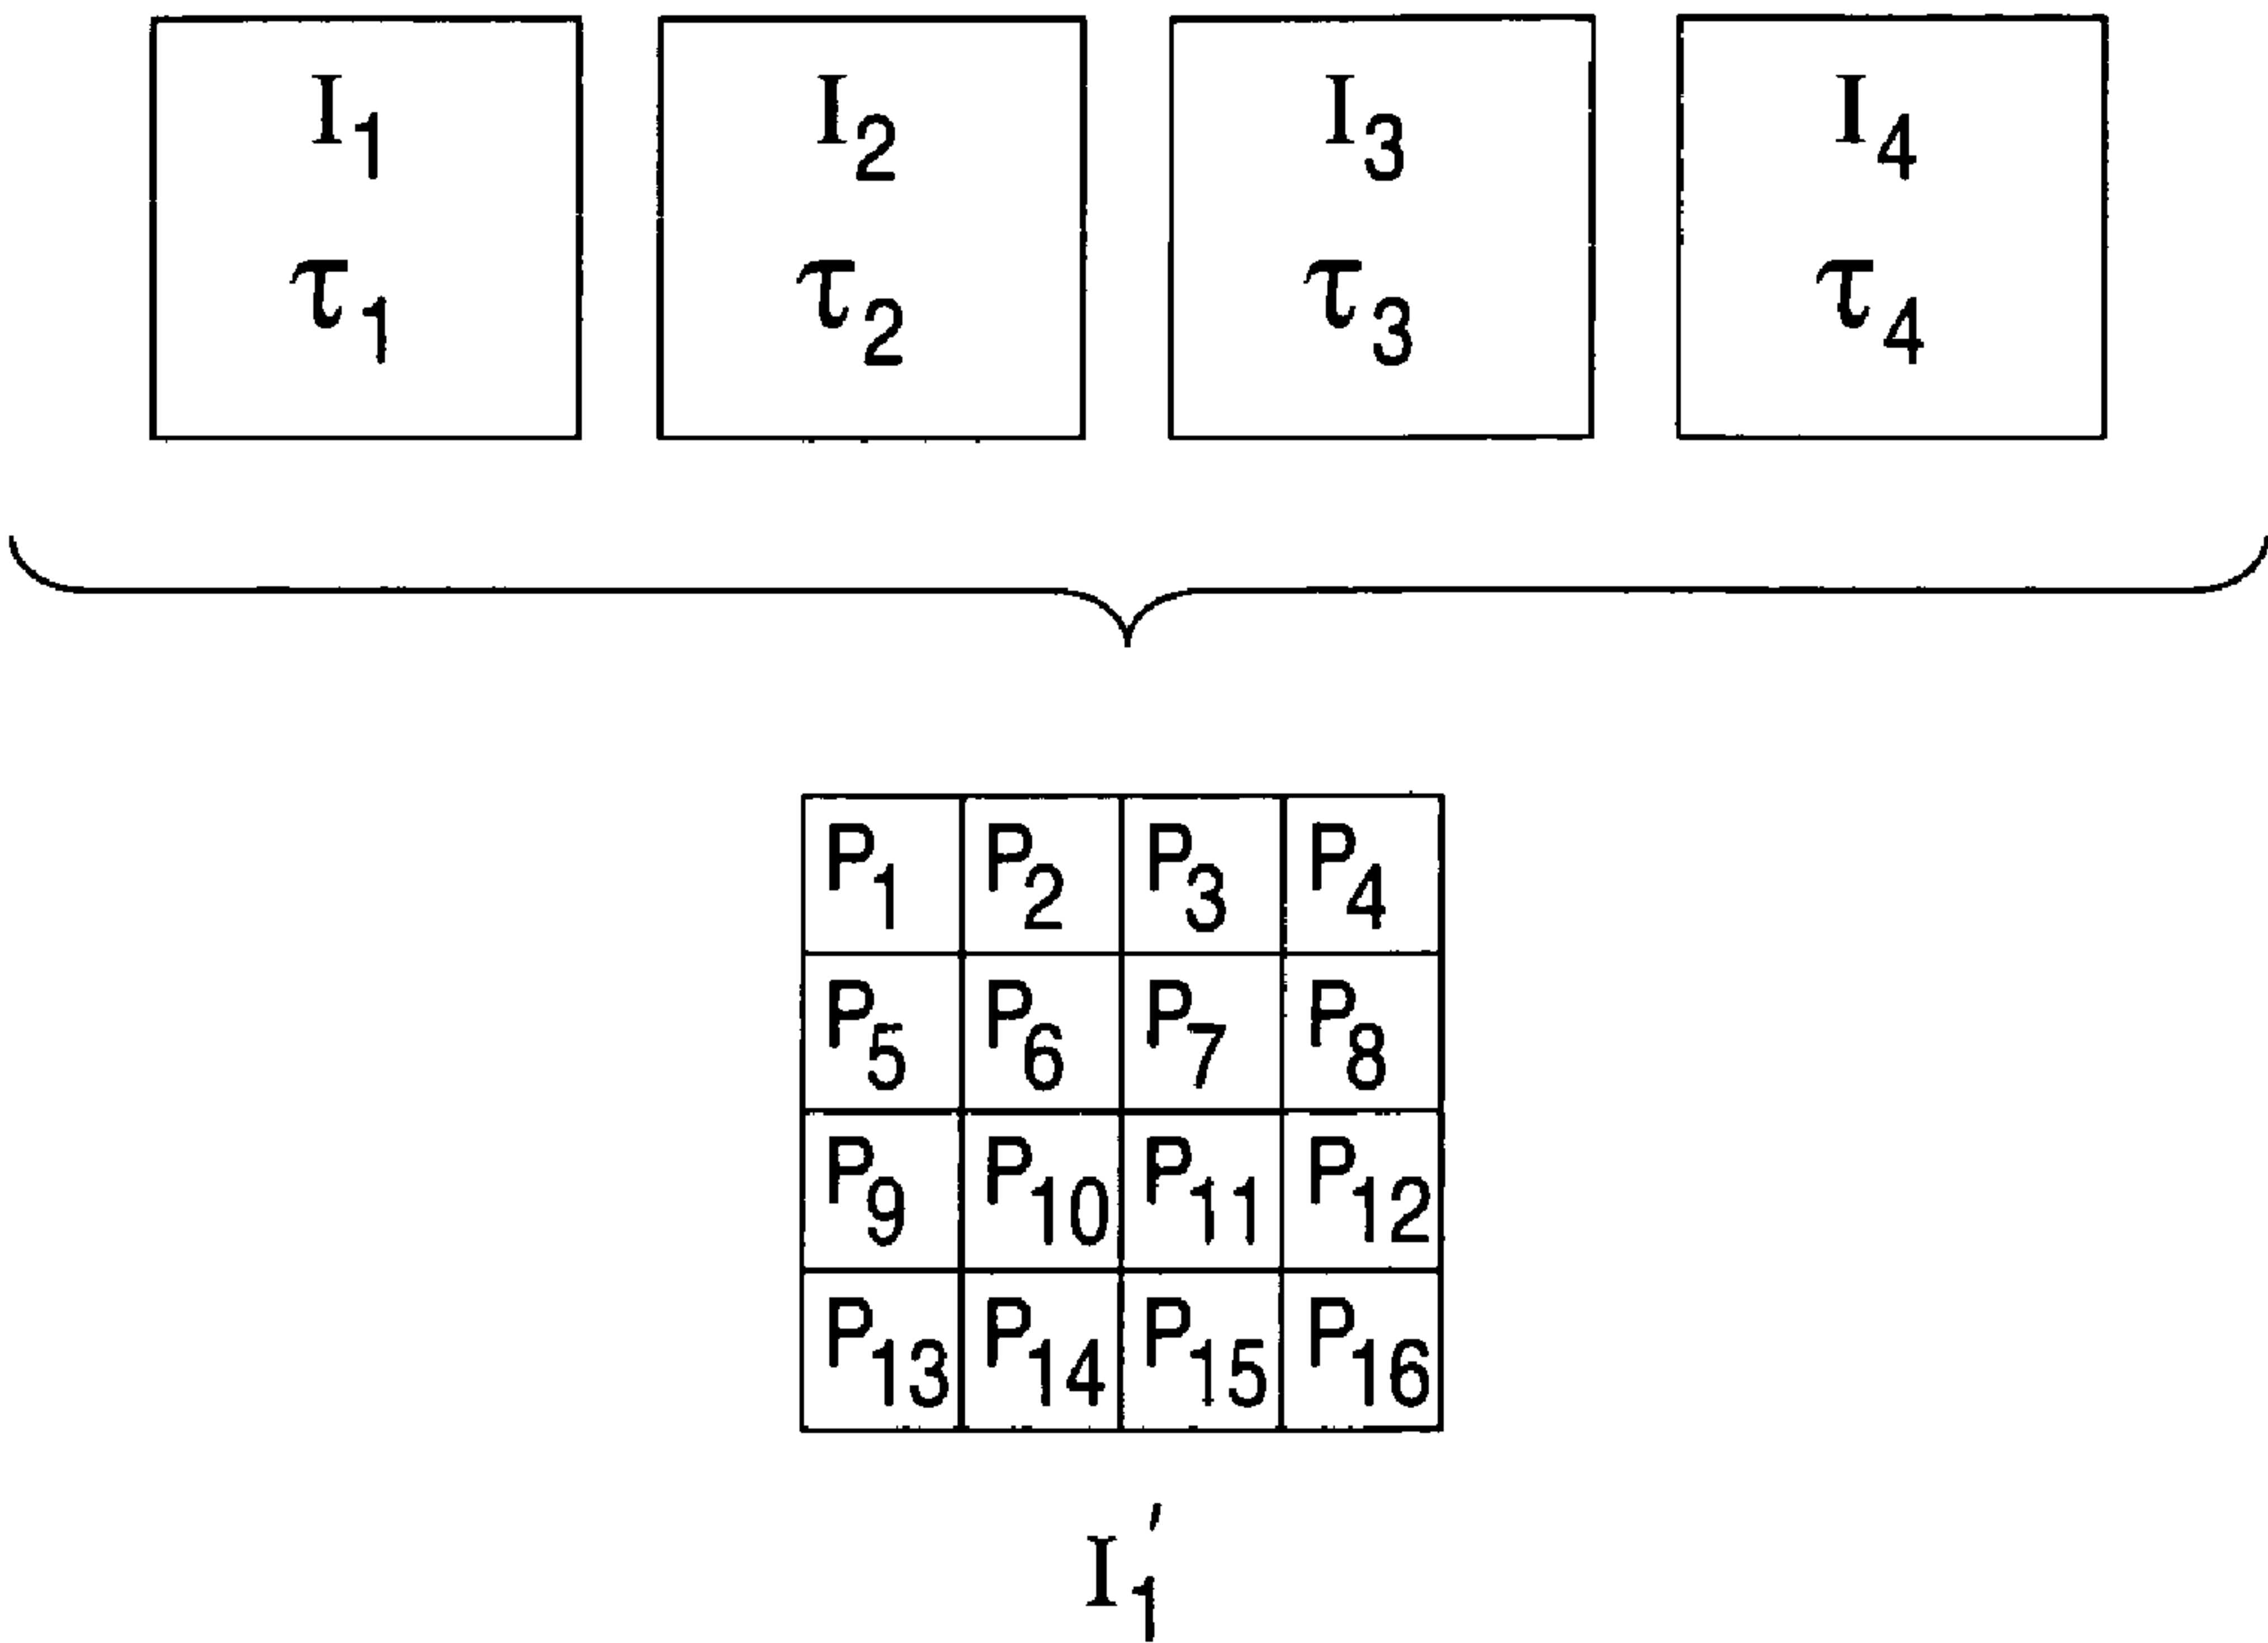 I1 I2 I3 I4
τ1 τ2 τ3 τ4
P1 P2 P3 P4
P5 P6 P7 P8
P9 P10 P11 P12
P13 P14 P15 P16
I1′